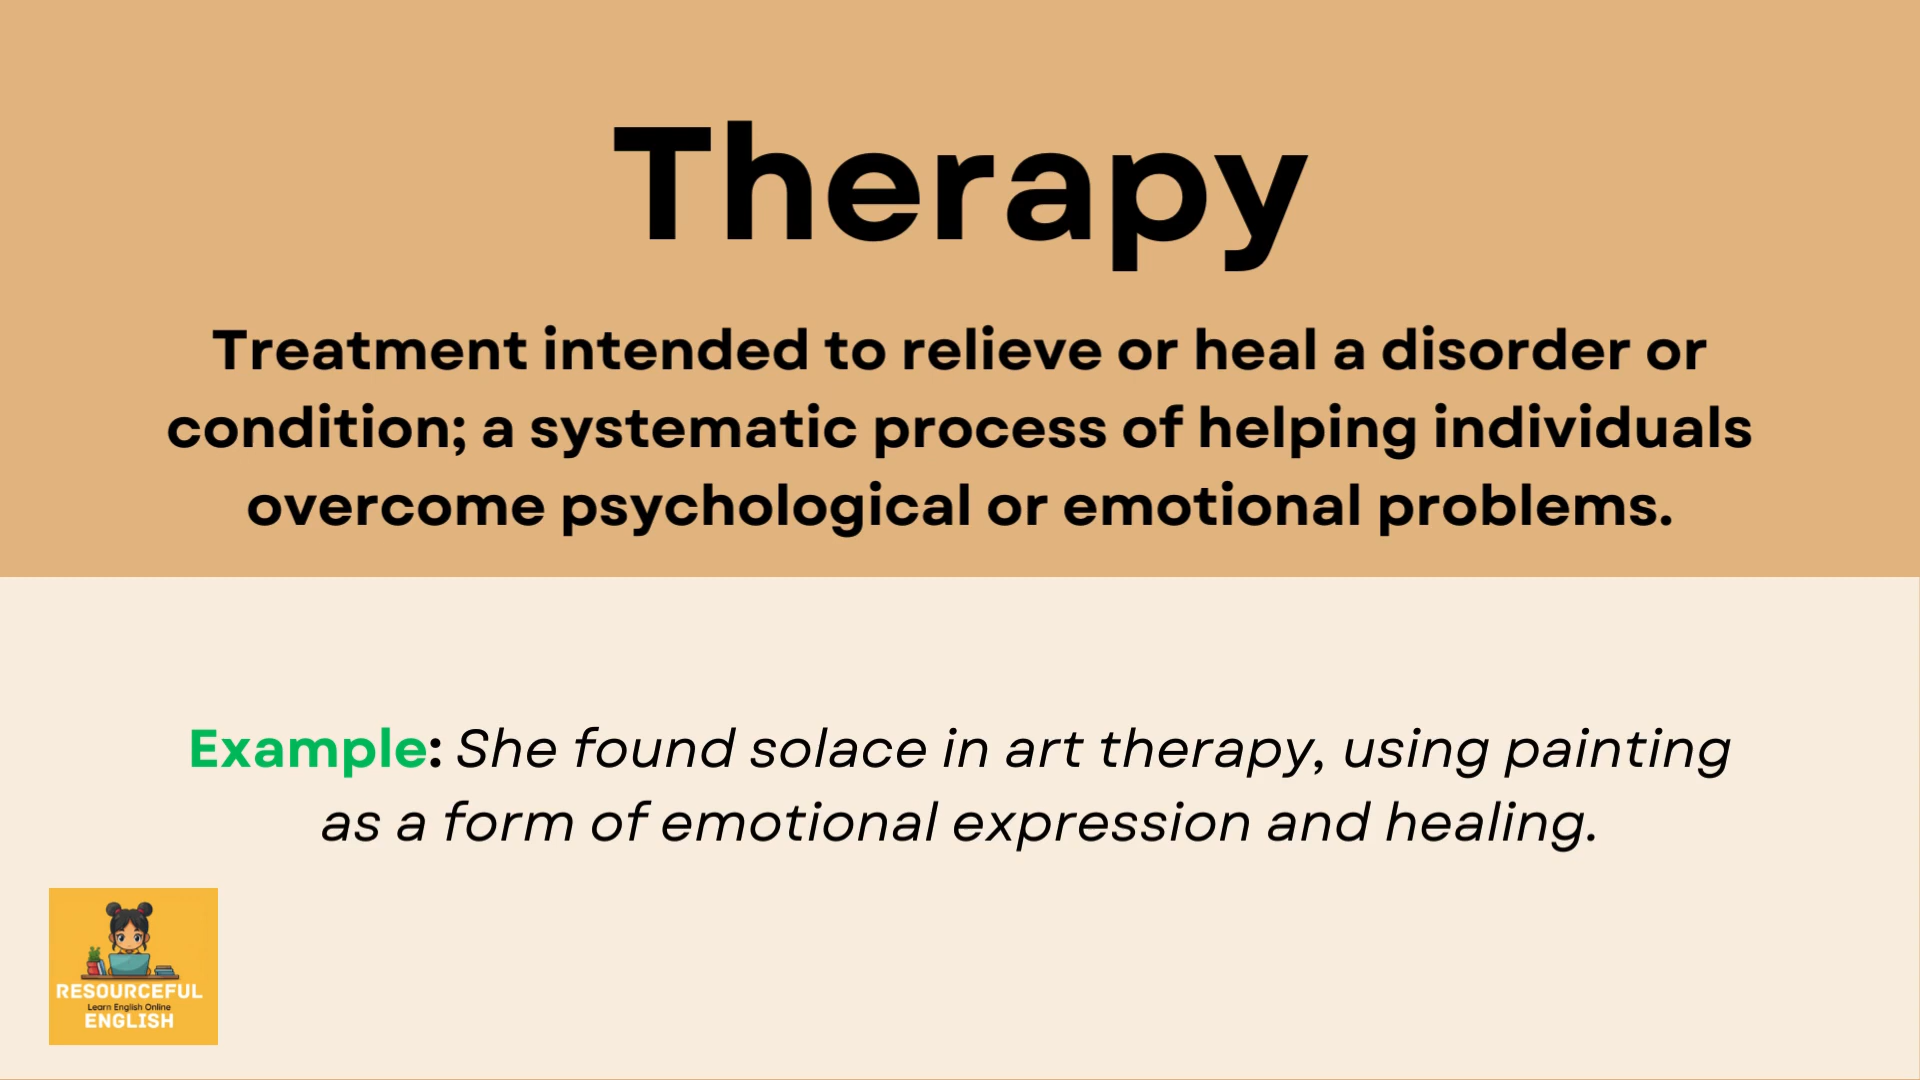 Therapy
Treatment intended to relieve or heal a disorder or
condition; a systematic process of helping individuals
overcome psychological or emotional problems.
Example: She found solace in art therapy, using painting
as a form of emotional expression and healing.
RESOURCEFUL
Learn English Online
ENGLISH